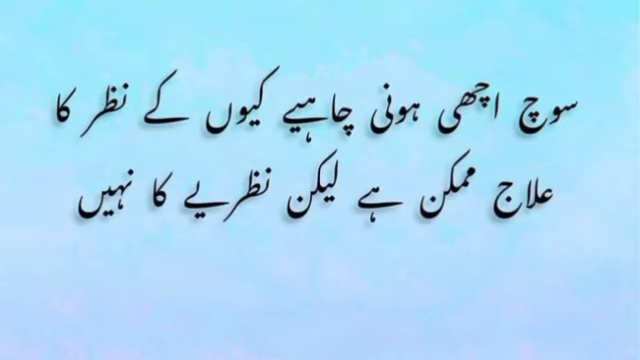 سوچ اچھی ہونی چاہیے کیوں کے نظر کا
علاج ممکن ہے لیکن نظریے کا نہیں